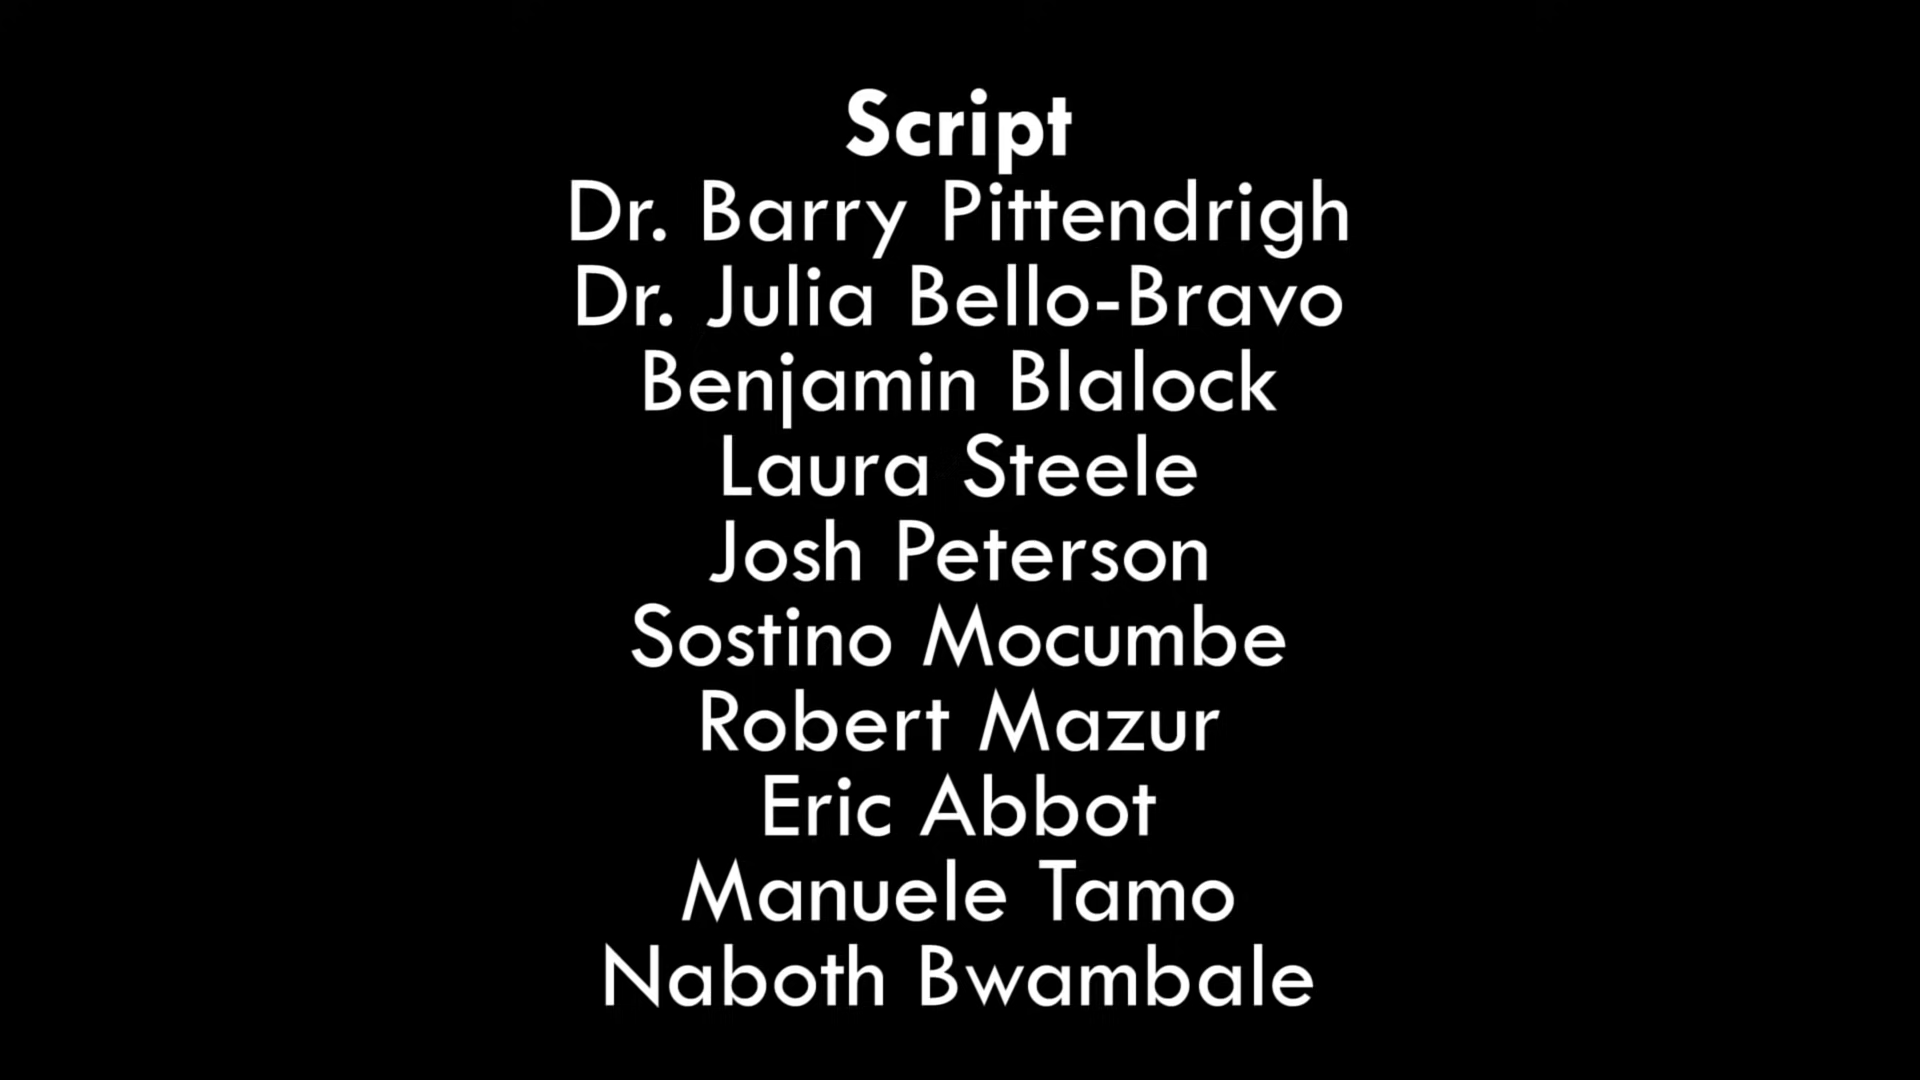 Script
Dr. Barry Pittendrigh
Dr. Julia Bello-Bravo
Benjamin Blalock
Laura Steele
Josh Peterson
Sostino Mocumbe
Robert Mazur
Eric Abbot
Manuele Tamo
Naboth Bwambale